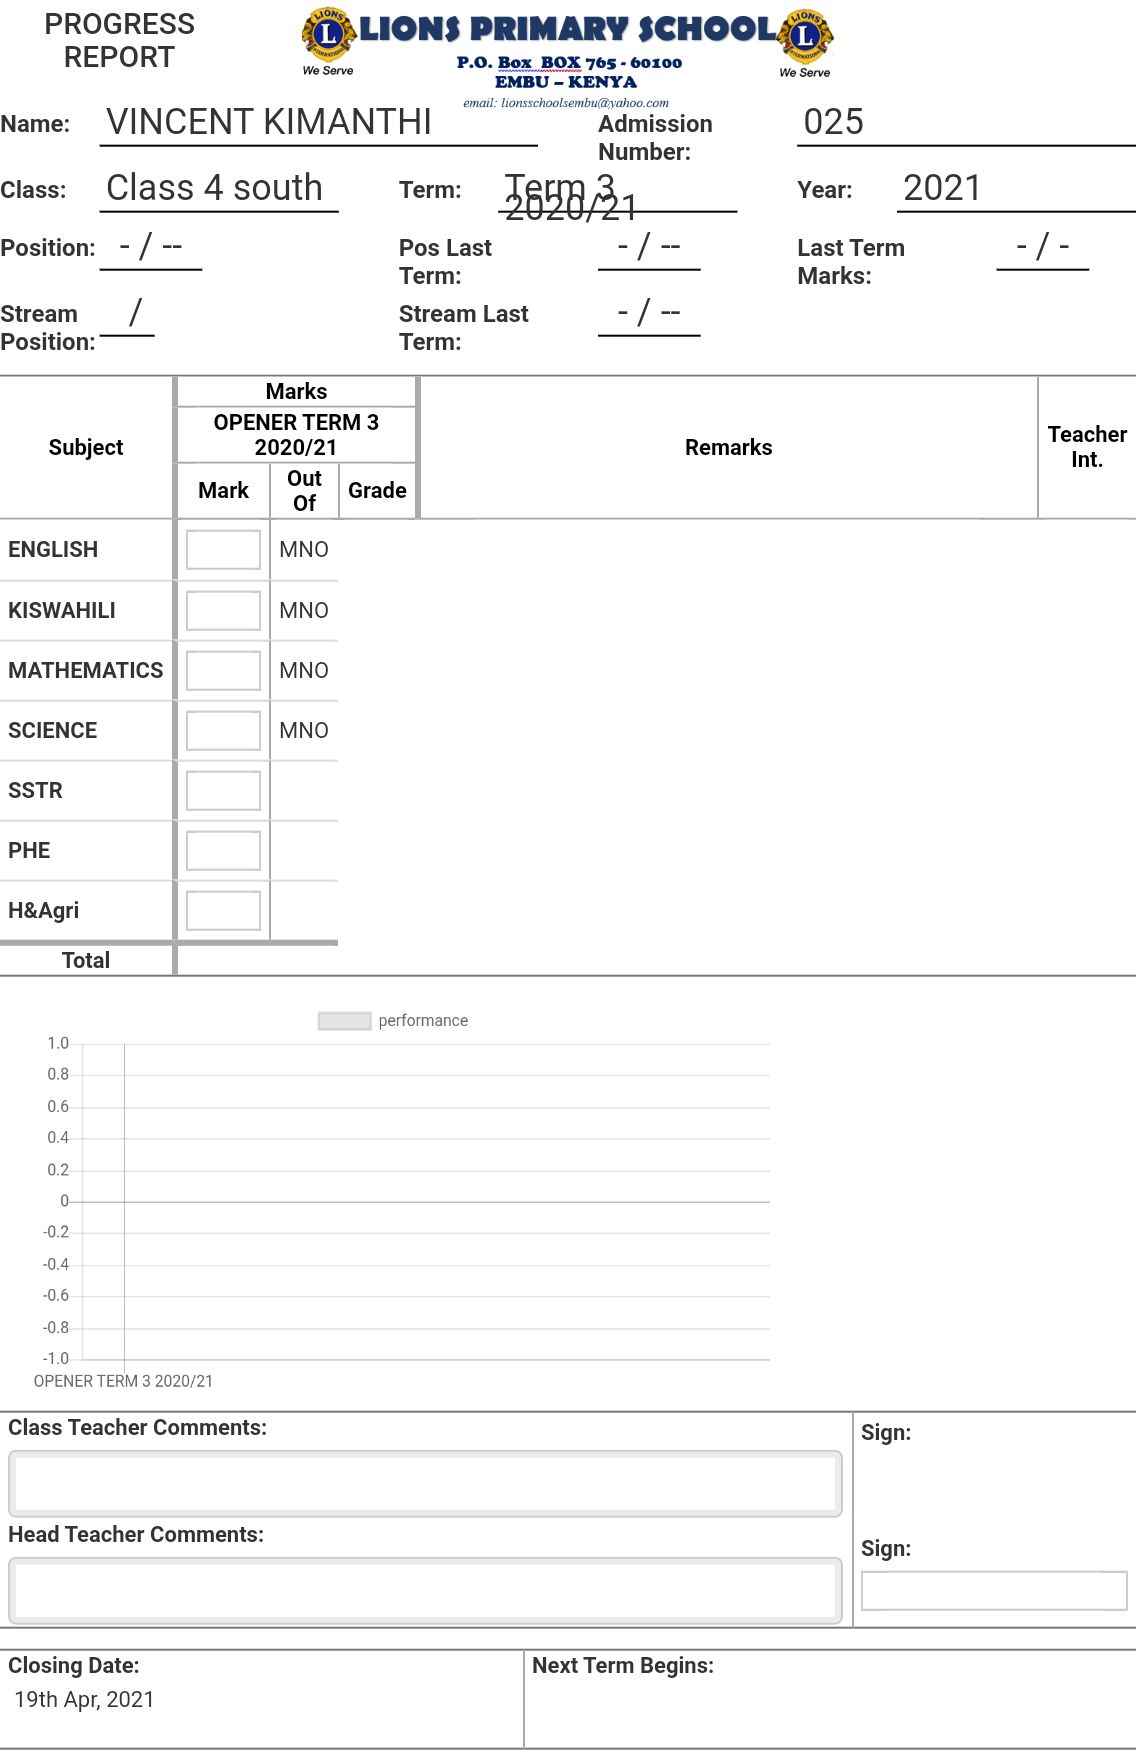 PROGRESS
REPORT
LIONS PRIMARY SCHOOL
We Serve
We Serve
P.O. Box BOX 765 - 60100
EMBU – KENYA
email: lionsschoolsembu@yahoo.com
Name: VINCENT KIMANTHI Admission Number: 025
Class: Class 4 south Term: Term 3 2020/21 Year: 2021
Position: - / -- Pos Last Term: - / -- Last Term Marks: - / -
Stream Position: / Stream Last Term: - / --
Subject Marks Remarks Teacher Int.
OPENER TERM 3
2020/21
Mark Out Of Grade
ENGLISH MNO
KISWAHILI MNO
MATHEMATICS MNO
SCIENCE MNO
SSTR
PHE
H&Agri
Total
performance
1.0
0.8
0.6
0.4
0.2
0
-0.2
-0.4
-0.6
-0.8
-1.0
OPENER TERM 3 2020/21
Class Teacher Comments: Sign:
Head Teacher Comments:
Sign:
Closing Date: Next Term Begins:
19th Apr, 2021